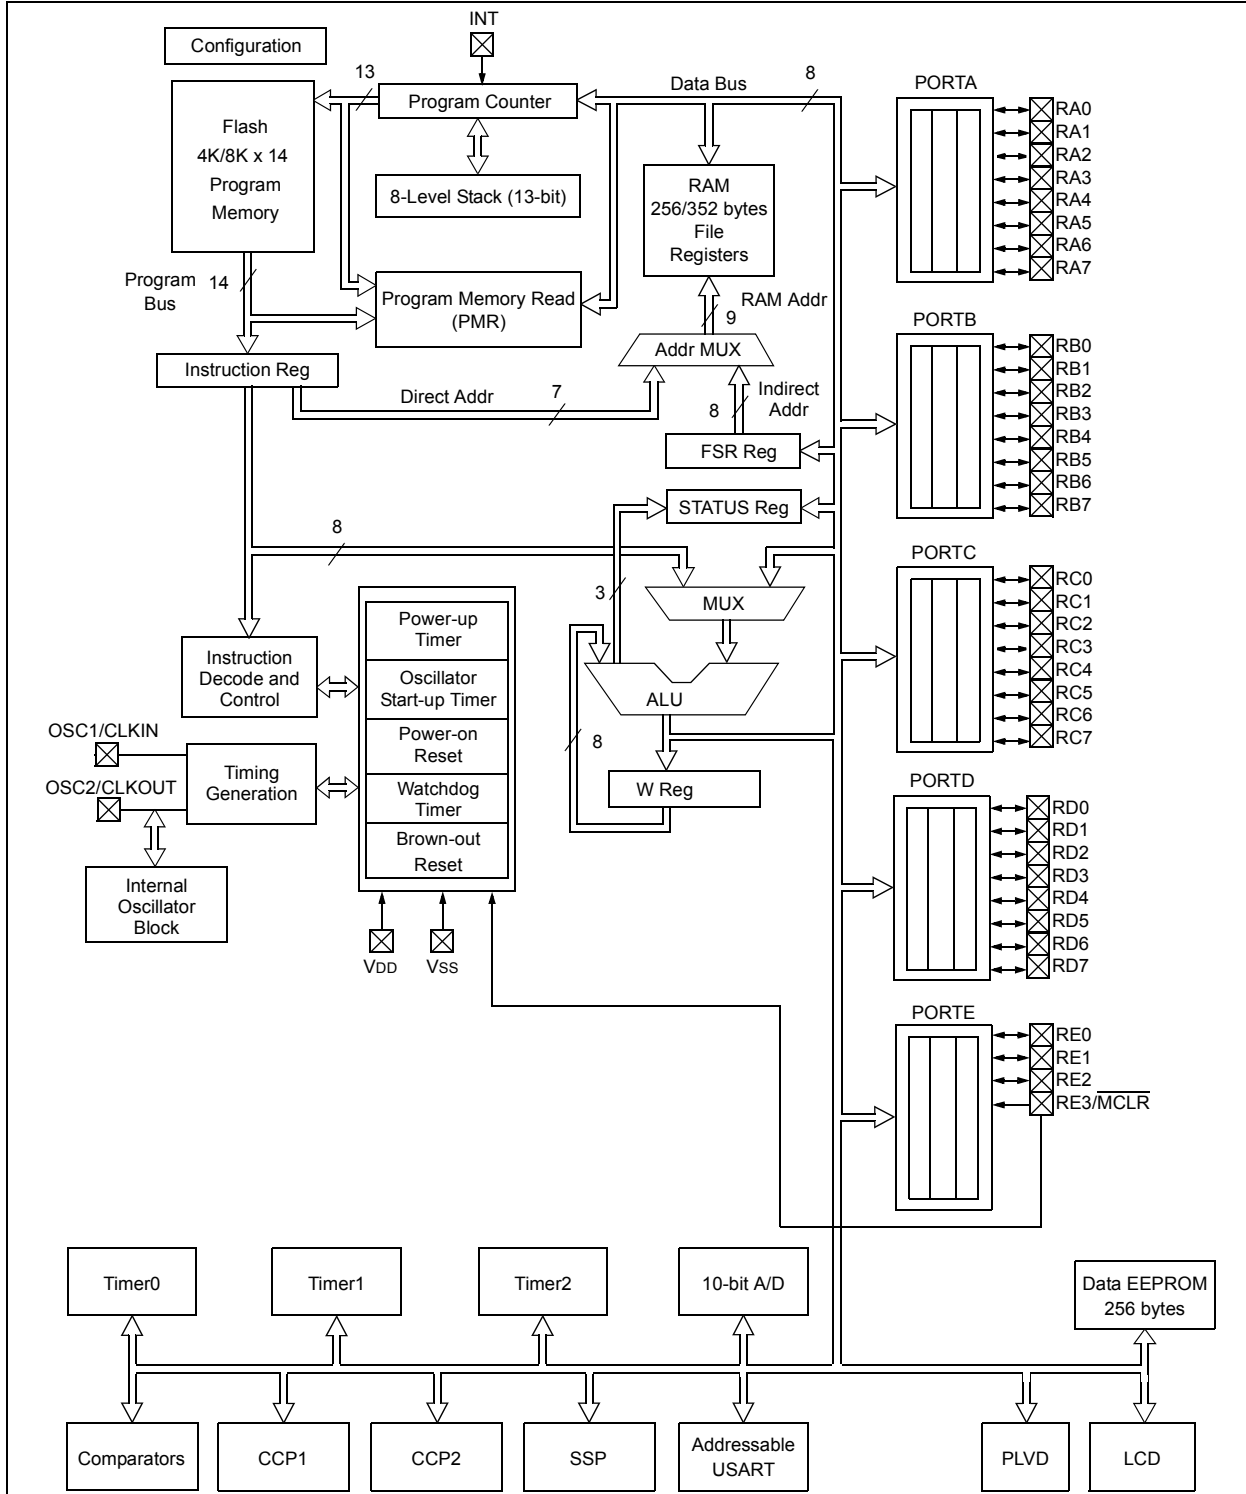 INT
Configuration
13
Data Bus
8
PORTA
Program Counter
Flash
4K/8K x 14
Program
Memory
8-Level Stack (13-bit)
RAM
256/352 bytes
File
Registers
RA0
RA1
RA2
RA3
RA4
RA5
RA6
RA7
Program
Bus
14
Program Memory Read
(PMR)
RAM Addr
9
Addr MUX
PORTB
RB0
RB1
RB2
RB3
RB4
RB5
RB6
RB7
Instruction Reg
Direct Addr
7
Indirect
Addr
8
FSR Reg
STATUS Reg
8
3
MUX
PORTC
RC0
RC1
RC2
RC3
RC4
RC5
RC6
RC7
Power-up
Timer
Oscillator
Start-up Timer
Power-on
Reset
Watchdog
Timer
Brown-out
Reset
Instruction
Decode and
Control
ALU
8
W Reg
OSC1/CLKIN
OSC2/CLKOUT
Timing
Generation
Internal
Oscillator
Block
VDD
VSS
PORTD
RD0
RD1
RD2
RD3
RD4
RD5
RD6
RD7
PORTE
RE0
RE1
RE2
RE3/MCLR
Timer0
Timer1
Timer2
10-bit A/D
Data EEPROM
256 bytes
Comparators
CCP1
CCP2
SSP
Addressable
USART
PLVD
LCD